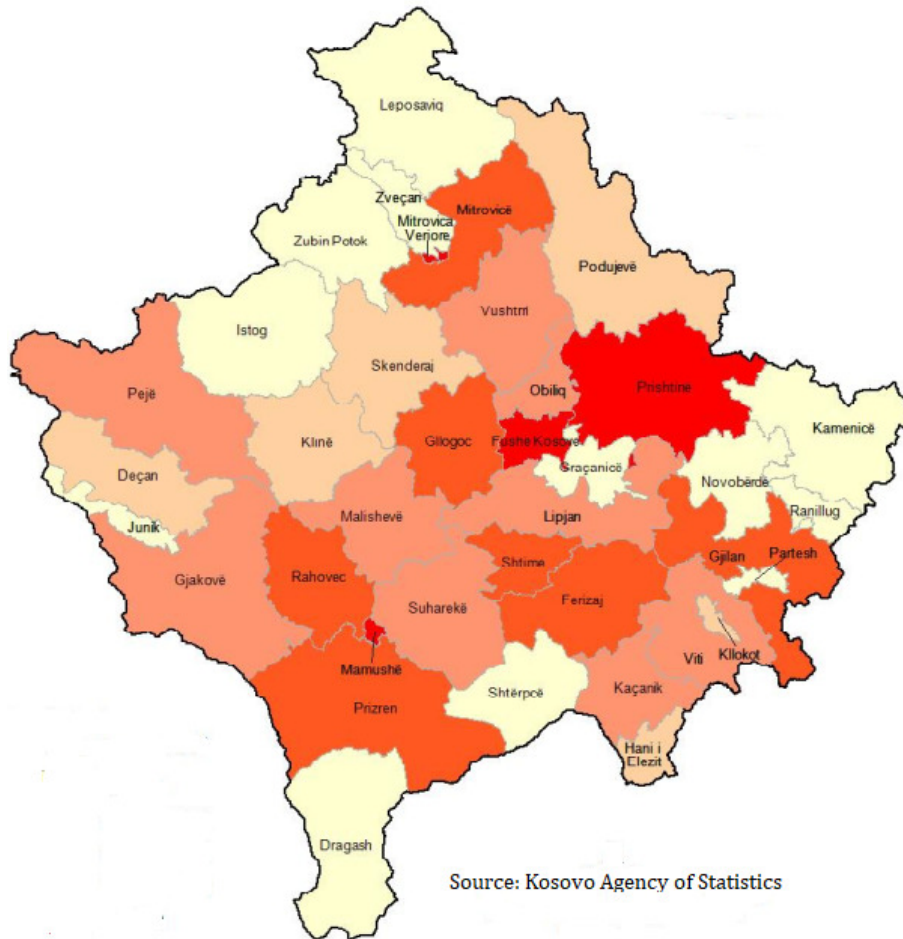 Leposaviq
Zveçan
Mitrovicë
Mitrovica
Veriore
Zubin Potok
Podujevë
Vushtrri
Istog
Skenderaj
Pejë
Obiliq
Prishtinë
Kamenicë
Klinë
Gllogoc
Fushë Kosovë
Graçanicë
Deçan
Novobërdë
Junik
Malishevë
Lipjan
Ranillug
Gjakovë
Rahovec
Shtime
Gjilan
Partesh
Suharekë
Ferizaj
Mamushë
Viti
Kllokot
Shtërpcë
Kaçanik
Prizren
Hani i
Elezit
Dragash
Source: Kosovo Agency of Statistics